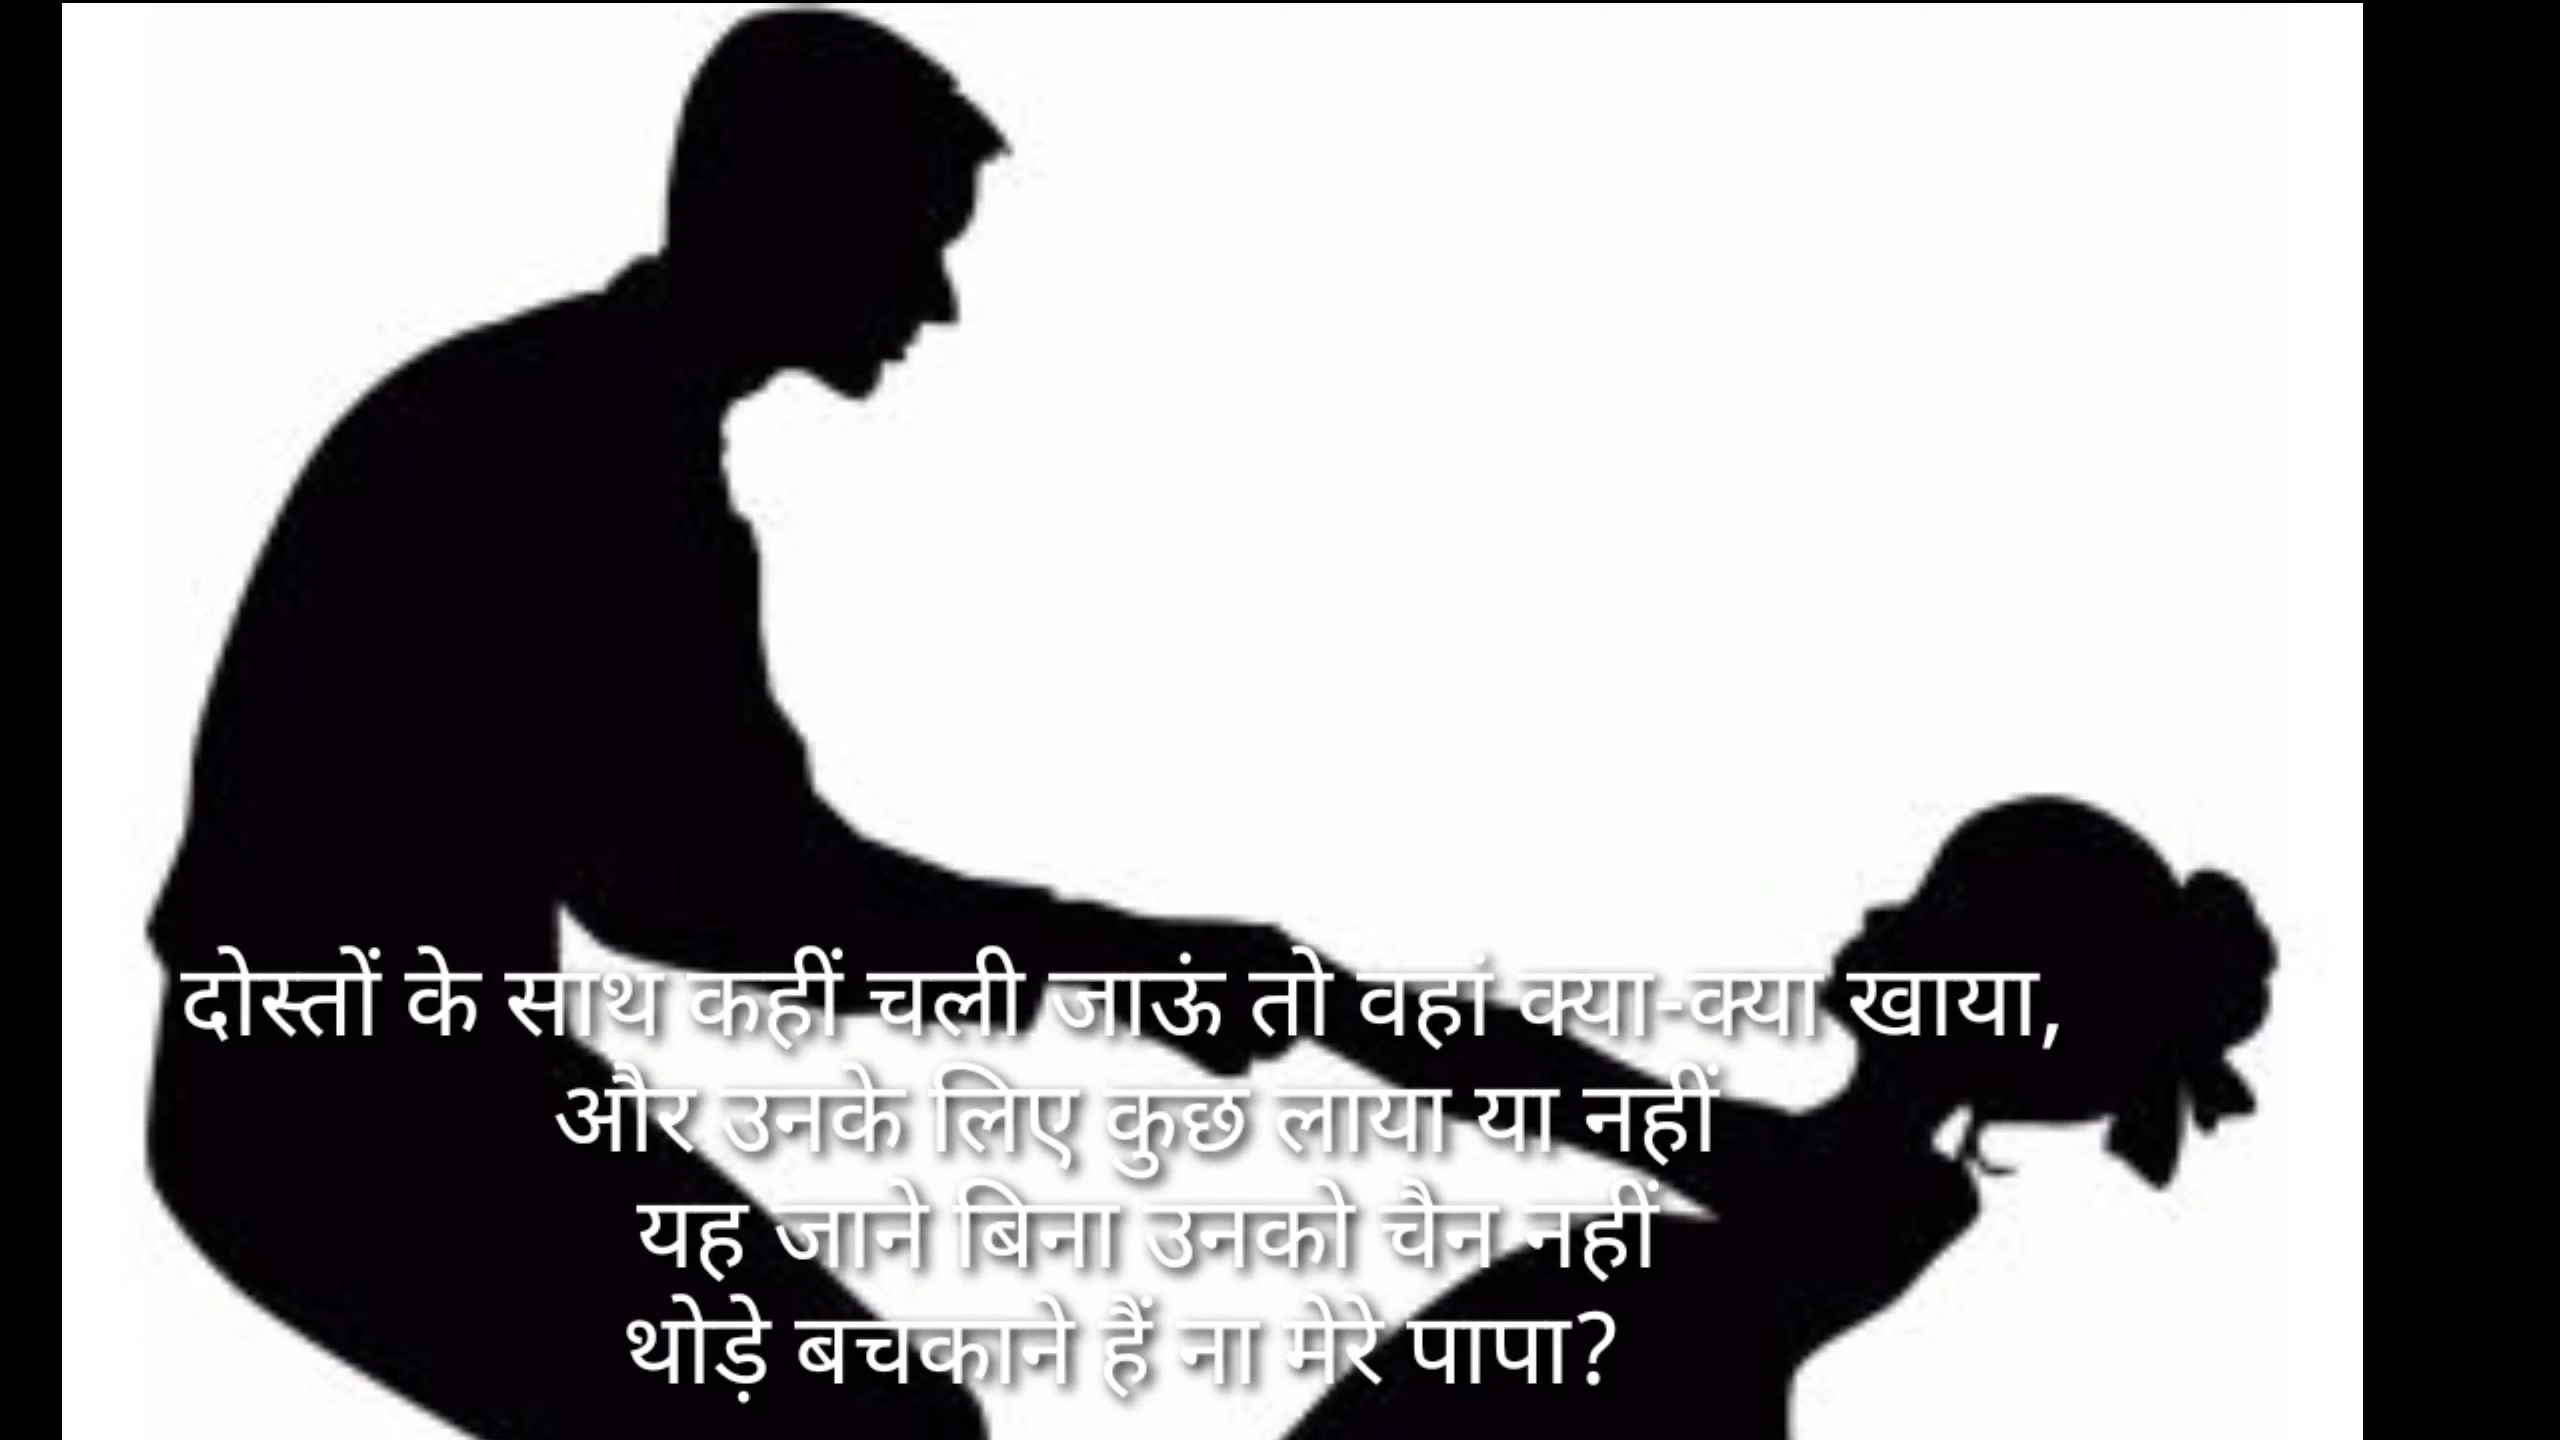 दोस्तों के साथ कहीं चली जाऊं तो वहां क्या-क्या खाया,
और उनके लिए कुछ लाया या नहीं
यह जाने बिना उनको चैन नहीं
थोड़े बचकाने हैं ना मेरे पापा?